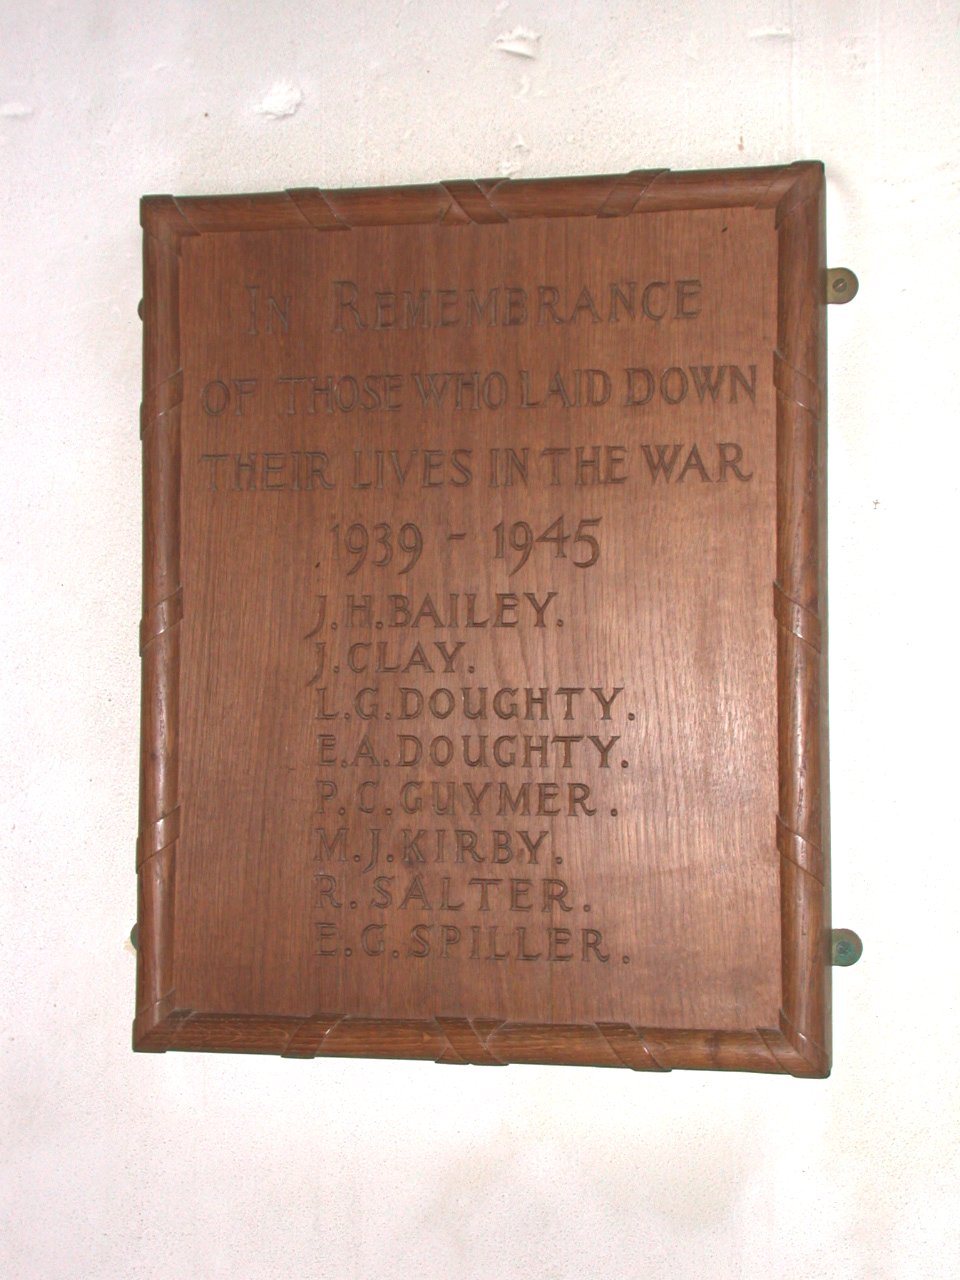 IN REMEMBRANCE
OF THOSE WHO LAID DOWN
THEIR LIVES IN THE WAR
1939 - 1945
J.H.BAILEY.
J.CLAY.
L.G.DOUGHTY.
E.A.DOUGHTY.
P.C.GUYMER.
M.J.KIRBY.
R.SALTER.
E.G.SPILLER.